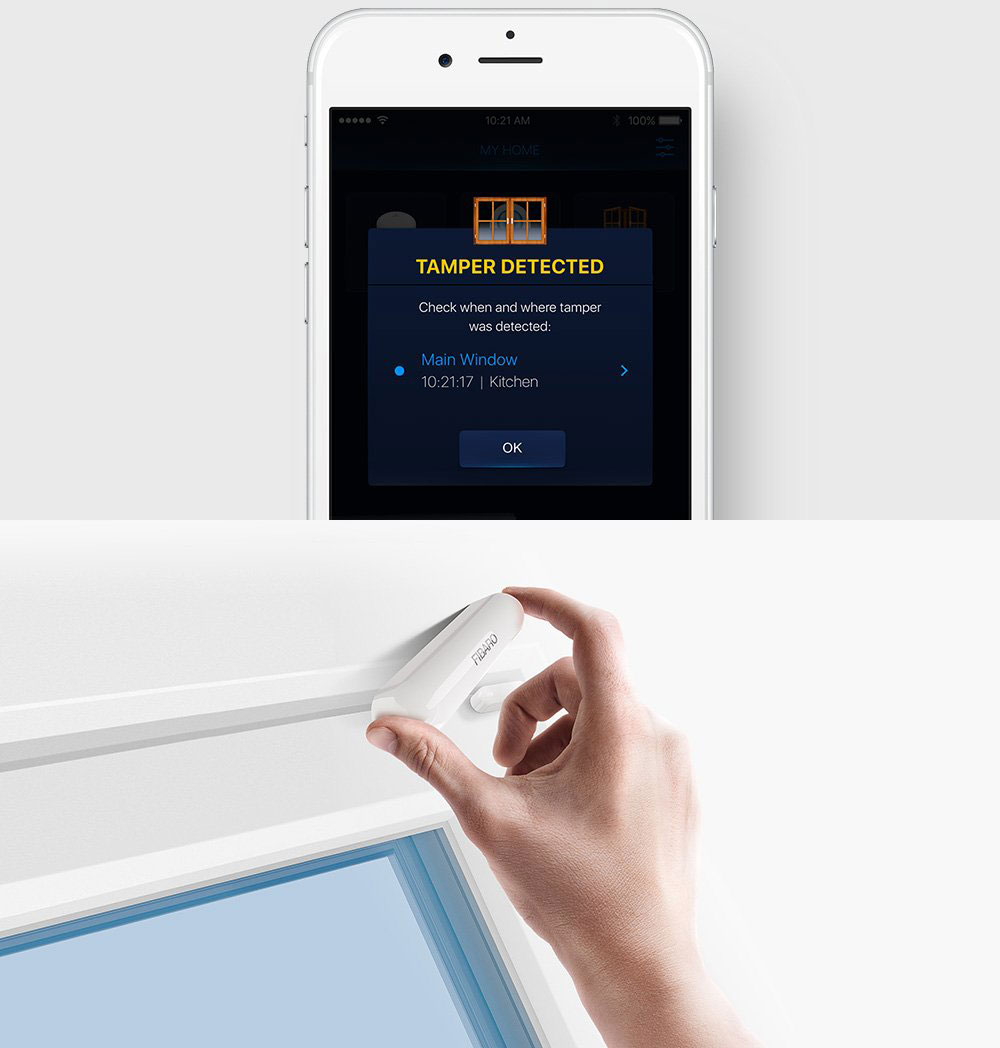 10:21 AM
100%
MY HOME
TAMPER DETECTED
Check when and where tamper
was detected:
Main Window
10:21:17 | Kitchen
OK
FIBARO